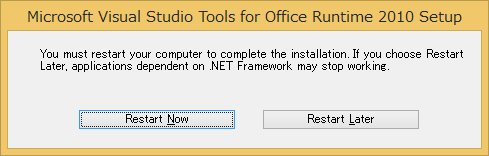 Microsoft Visual Studio Tools for Office Runtime 2010 Setup
You must restart your computer to complete the installation. If you choose Restart
Later, applications dependent on .NET Framework may stop working.
Restart Now
Restart Later